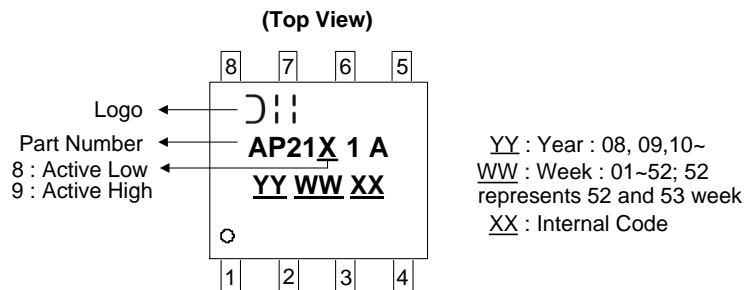 (Top View)
8 7 6 5
Logo
Part Number
AP21X 1 A
8 : Active Low
9 : Active High
YY WW XX
YY : Year : 08, 09,10~
WW : Week : 01~52; 52
represents 52 and 53 week
XX : Internal Code
1 2 3 4